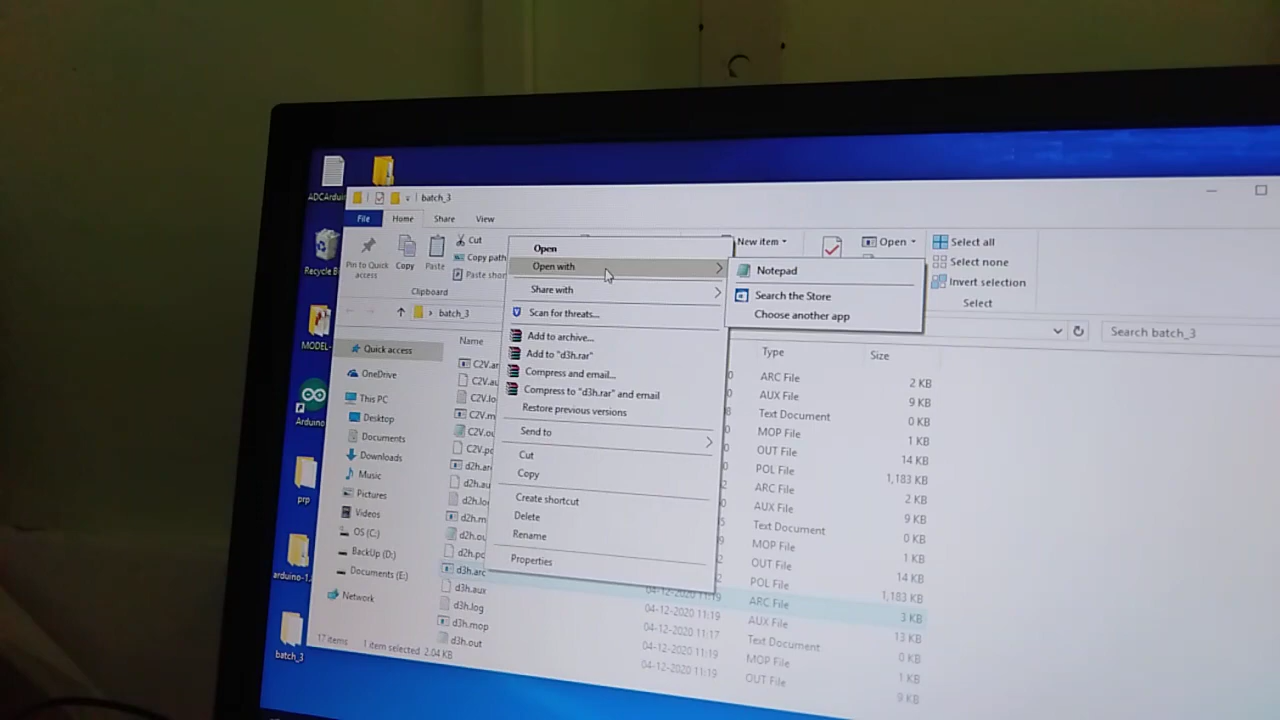 ADCArdui
batch_3
File Home Share View
Recycle B
MODEL-
Arduino
prp
arduino-1.
batch_3
Pin to Quick access
Copy
Paste
Cut
Copy path
Paste shor
Clipboard
New item
Open
Select all
Select none
Invert selection
Select
batch_3
Search batch_3
Open
Open with
Share with
Scan for threats...
Add to archive...
Add to "d3h.rar"
Compress and email...
Compress to "d3h.rar" and email
Restore previous versions
Send to
Cut
Copy
Create shortcut
Delete
Rename
Properties
Notepad
Search the Store
Choose another app
Quick access
OneDrive
This PC
Desktop
Documents
Downloads
Music
Pictures
Videos
OS (C:)
BackUp (D:)
Documents (E:)
Network
Name Type Size
C2V.ar ARC File 2 KB
C2V.au AUX File 9 KB
C2V.lo Text Document 0 KB
C2V.m MOP File 1 KB
C2V.ou OUT File 14 KB
C2V.po POL File 1,183 KB
d2h.arc ARC File 2 KB
d2h.au AUX File 9 KB
d2h.lo Text Document 0 KB
d2h.m MOP File 1 KB
d2h.ou OUT File 14 KB
d2h.po POL File 1,183 KB
d3h.arc 04-12-2020 11:19 ARC File 3 KB
d3h.aux 04-12-2020 11:19 AUX File 13 KB
d3h.log 04-12-2020 11:17 Text Document 0 KB
d3h.mop 04-12-2020 11:19 MOP File 1 KB
d3h.out 04-12-2020 11:19 OUT File 9 KB
17 items 1 item selected 2.04 KB